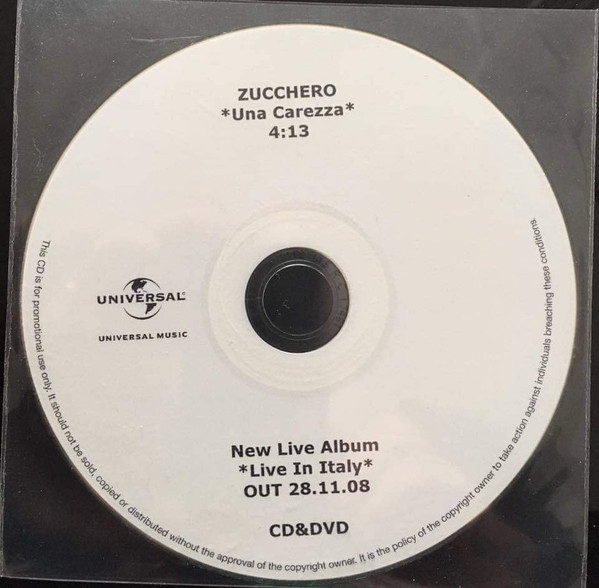 ZUCCHERO
*Una Carezza*
4:13
UNIVERSAL
UNIVERSAL MUSIC
New Live Album
*Live In Italy*
OUT 28.11.08
CD&DVD
This CD is for promotional use only. It should not be sold, copied or distributed without the approval of the copyright owner. It is the policy of the copyright owner to take action against individuals breaching these conditions.